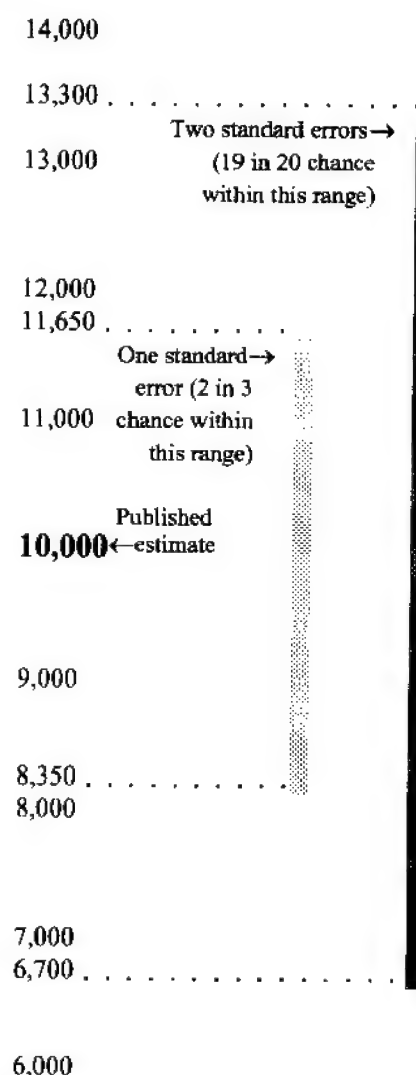 14,000
13,300 . . . . . . . . . . . . . . . .
Two standard errors→
13,000 (19 in 20 chance
within this range)
12,000
11,650 . . . . . . . . .
One standard→
error (2 in 3
11,000 chance within
this range)
Published
10,000←estimate
9,000
8,350 . . . . . . . . . .
8,000
7,000
6,700 . . . . . . . . . . . . . . . .
6,000